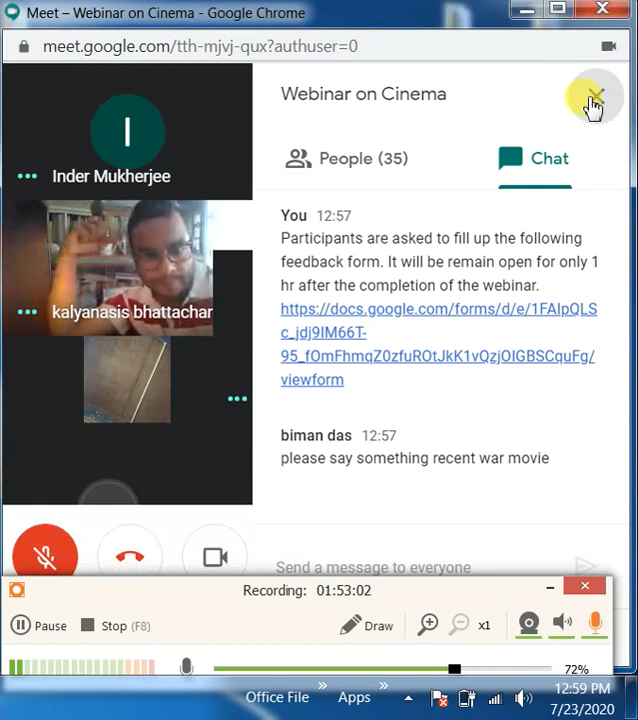 Meet – Webinar on Cinema - Google Chrome
meet.google.com/tth-mjvj-qux?authuser=0
Webinar on Cinema
I
Inder Mukherjee
People (35)
Chat
kalyanasis bhattachar
You 12:57
Participants are asked to fill up the following
feedback form. It will be remain open for only 1
hr after the completion of the webinar.
https://docs.google.com/forms/d/e/1FAIpQLS
c_jdj9IM66T-
95_fOmFhmqZ0zfuROtJkK1vQzjOIGBSCquFg/
viewform
biman das 12:57
please say something recent war movie
Send a message to everyone
Recording: 01:53:02
Pause
Stop (F8)
Draw
x1
72%
Office File
»
Apps
»
12:59 PM
7/23/2020